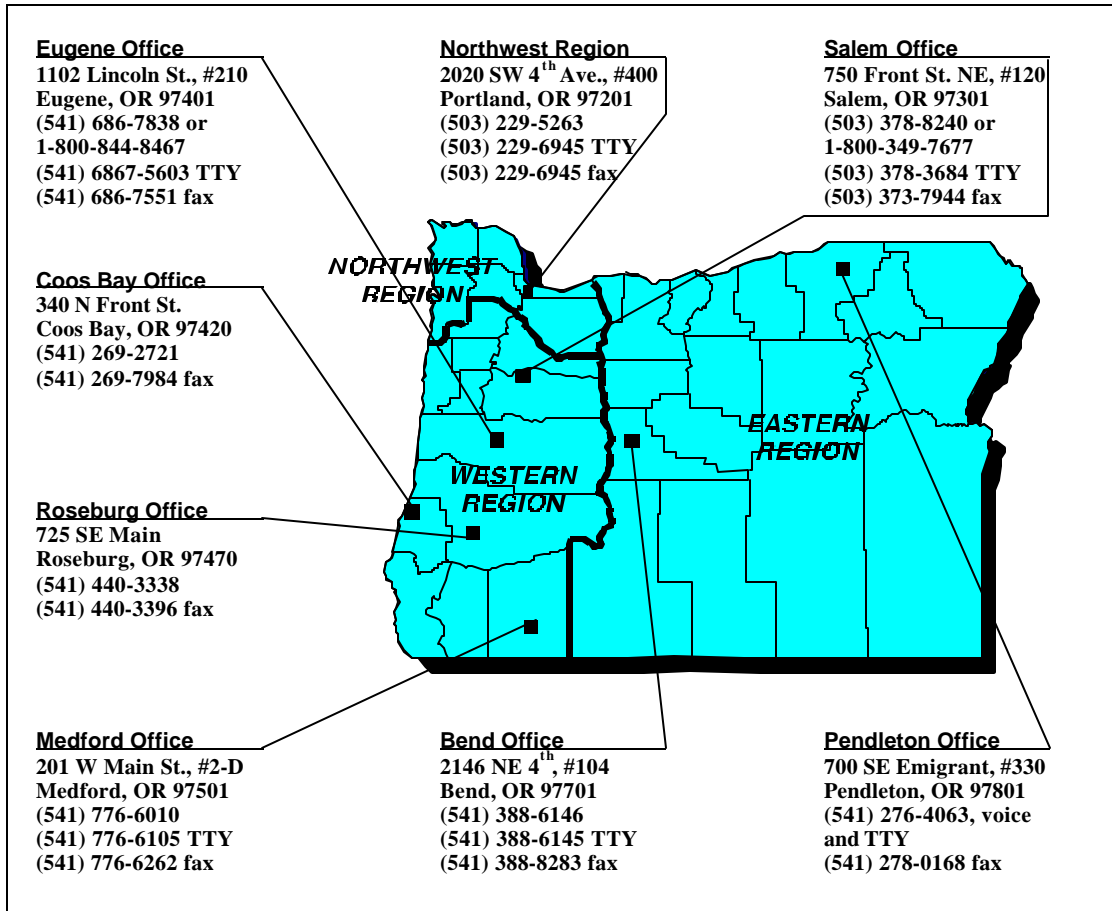 Eugene Office
1102 Lincoln St., #210
Eugene, OR 97401
(541) 686-7838 or
1-800-844-8467
(541) 6867-5603 TTY
(541) 686-7551 fax
Northwest Region
2020 SW 4th Ave., #400
Portland, OR 97201
(503) 229-5263
(503) 229-6945 TTY
(503) 229-6945 fax
Salem Office
750 Front St. NE, #120
Salem, OR 97301
(503) 378-8240 or
1-800-349-7677
(503) 378-3684 TTY
(503) 373-7944 fax
Coos Bay Office
340 N Front St.
Coos Bay, OR 97420
(541) 269-2721
(541) 269-7984 fax
NORTHWEST
REGION
EASTERN
REGION
WESTERN
REGION
Roseburg Office
725 SE Main
Roseburg, OR 97470
(541) 440-3338
(541) 440-3396 fax
Medford Office
201 W Main St., #2-D
Medford, OR 97501
(541) 776-6010
(541) 776-6105 TTY
(541) 776-6262 fax
Bend Office
2146 NE 4th, #104
Bend, OR 97701
(541) 388-6146
(541) 388-6145 TTY
(541) 388-8283 fax
Pendleton Office
700 SE Emigrant, #330
Pendleton, OR 97801
(541) 276-4063, voice
and TTY
(541) 278-0168 fax